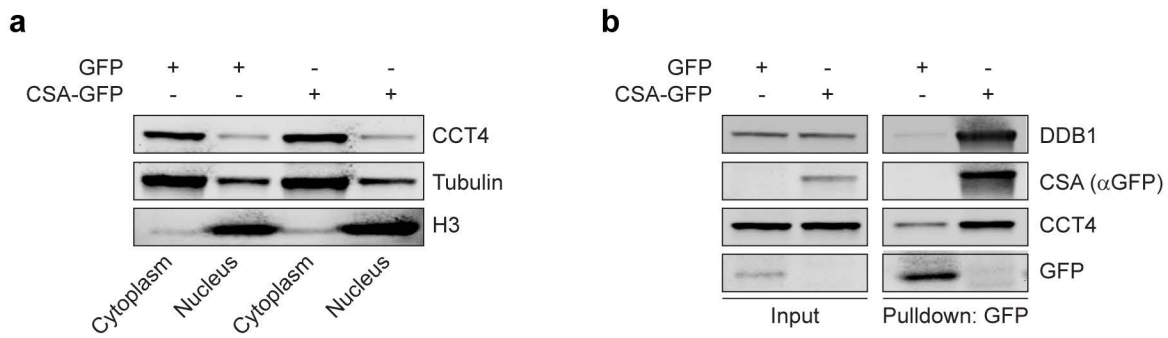 a
GFP + + - -
CSA-GFP - - + +
CCT4
Tubulin
H3
Cytoplasm
Nucleus
Cytoplasm
Nucleus
b
GFP + - + -
CSA-GFP - + - +
DDB1
CSA (αGFP)
CCT4
GFP
Input
Pulldown: GFP